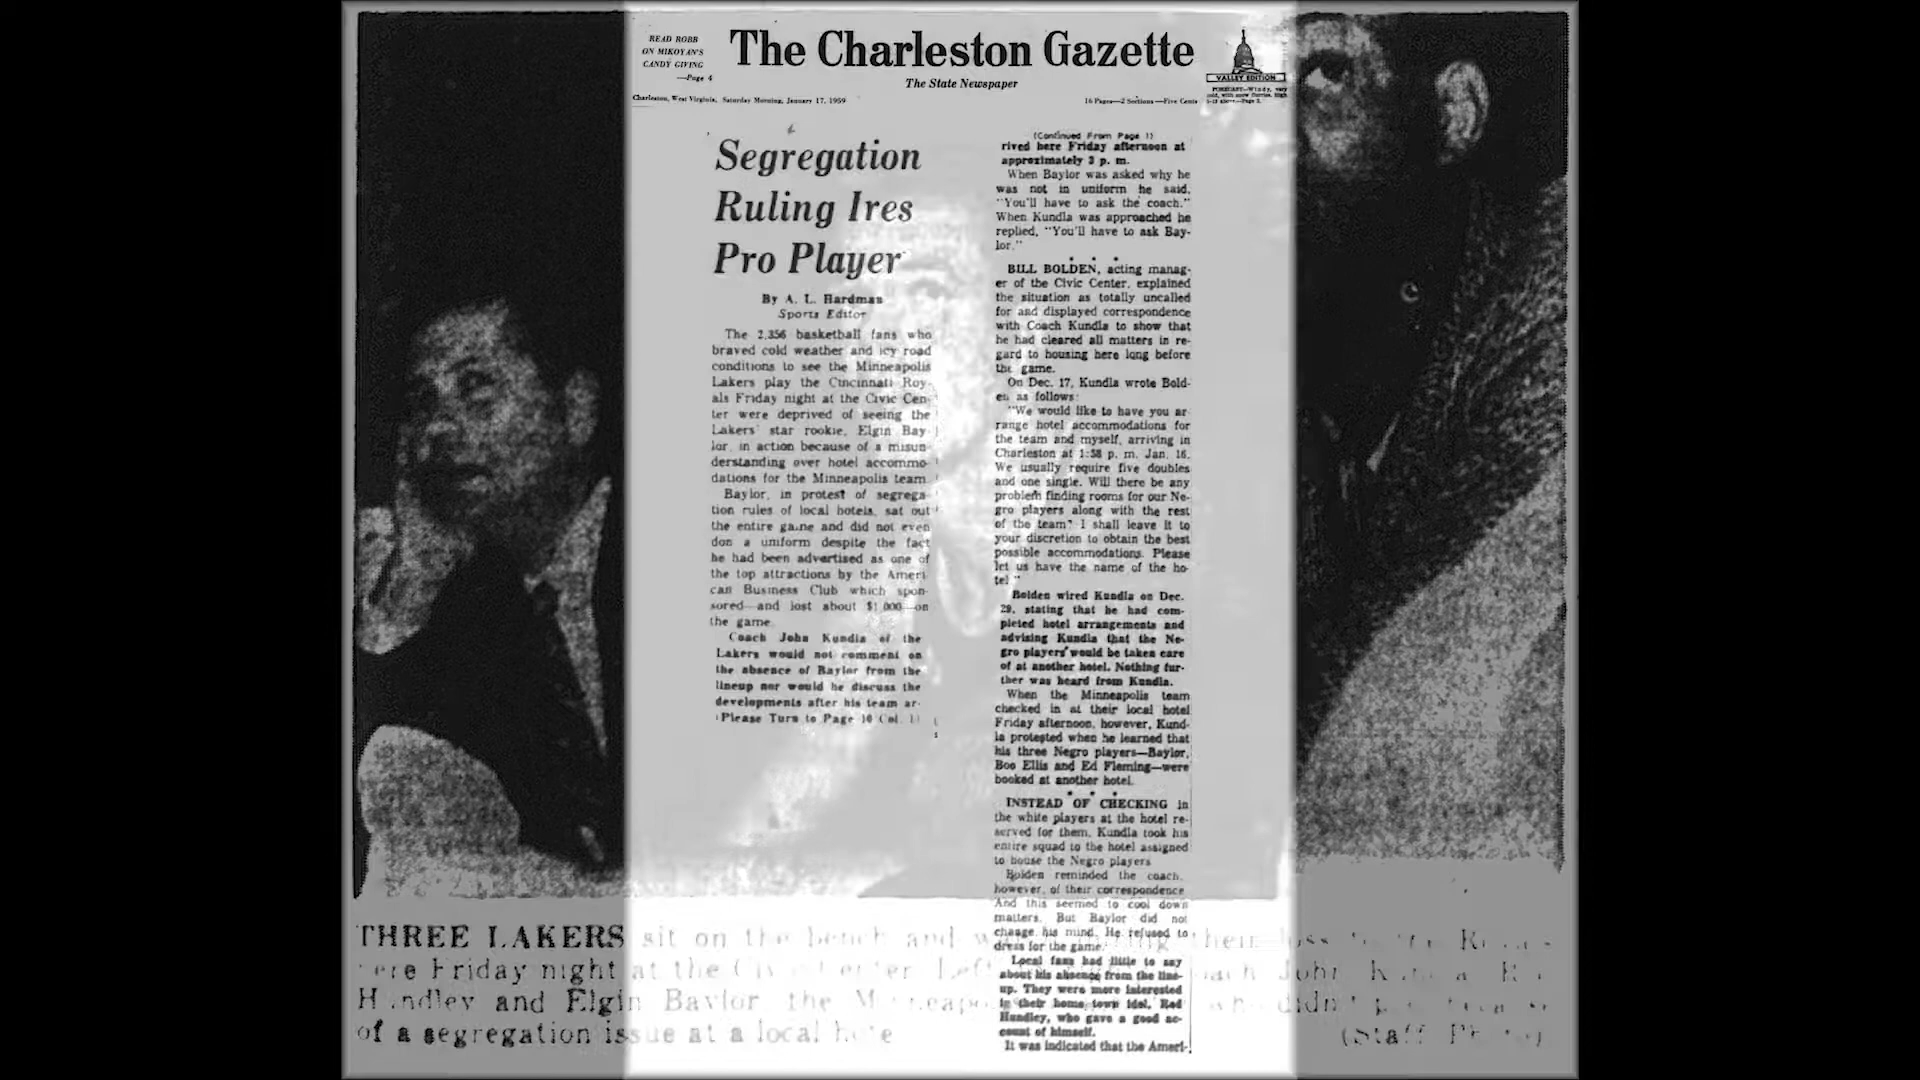 READ ROBB
ON MIKOYAN'S
CANDY GIVING
—Page 4
The Charleston Gazette
The State Newspaper
VALLEY EDITION
FORECAST—Windy, very
cold, with snow flurries. High
Page 2.
Charleston, West Virginia, Saturday Morning, January 17, 1959
16 Pages—2 Sections—Five Cents
Segregation
Ruling Ires
Pro Player
By A. L. Hardman
Sports Editor
The 2,356 basketball fans who
braved cold weather and icy road
conditions to see the Minneapolis
Lakers play the Cincinnati Roy-
als Friday night at the Civic Cen-
ter were deprived of seeing the
Lakers' star rookie, Elgin Bay-
lor, in action because of a misun-
derstanding over hotel accommo-
dations for the Minneapolis team.
Baylor, in protest of segrega-
tion rules of local hotels, sat out
the entire game and did not even
don a uniform despite the fact
he had been advertised as one of
the top attractions by the Ameri-
can Business Club which spon-
sored—and lost about $1,000—on
the game.
Coach John Kundla of the
Lakers would not comment on
the absence of Baylor from the
lineup nor would he discuss the
developments after his team ar-
(Please Turn to Page 10 Col. 1)
(Continued From Page 1)
rived here Friday afternoon at
approximately 3 p. m.
When Baylor was asked why he
was not in uniform he said,
"You'll have to ask the coach."
When Kundla was approached he
replied, "You'll have to ask Bay-
lor."
BILL BOLDEN, acting manag-
er of the Civic Center, explained
the situation as totally uncalled
for and displayed correspondence
with Coach Kundla to show that
he had cleared all matters in re-
gard to housing here long before
the game.
On Dec. 17, Kundla wrote Bold-
en as follows:
"We would like to have you ar-
range hotel accommodations for
the team and myself, arriving in
Charleston at 1:58 p. m. Jan. 16.
We usually require five doubles
and one single. Will there be any
problem finding rooms for our Ne-
gro players along with the rest
of the team? I shall leave it to
your discretion to obtain the best
possible accommodations. Please
let us have the name of the ho-
tel."
Bolden wired Kundla on Dec.
29, stating that he had com-
pleted hotel arrangements and
advising Kundla that the Ne-
gro players would be taken care
of at another hotel. Nothing fur-
ther was heard from Kundla.
When the Minneapolis team
checked in at their local hotel
Friday afternoon, however, Kund-
la protested when he learned that
his three Negro players—Baylor,
Boo Ellis and Ed Fleming—were
booked at another hotel.
INSTEAD OF CHECKING in
the white players at the hotel re-
served for them, Kundla took his
entire squad to the hotel assigned
to house the Negro players
Bolden reminded the coach,
however, of their correspondence
And this seemed to cool down
matters. But Baylor did not
change his mind. He refused to
dress for the game.
Local fans had little to say
about his absence from the line-
up. They were more interested
in their home town idol, Rod
Hundley, who gave a good ac-
count of himself.
It was indicated that the Ameri-
THREE LAKERS sit on the bench and their loss
Friday night at the Left John
Hundley and Elgin Baylor, the who didn't
of a segregation issue at a local
(Staff Photo)